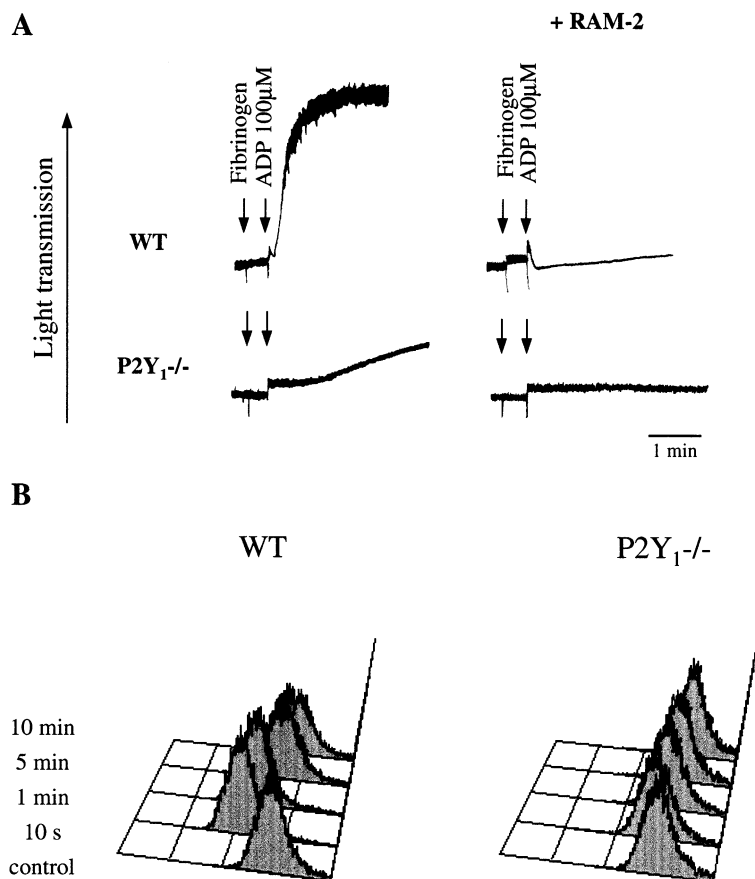 A
+ RAM-2
Light transmission
Fibrinogen
ADP 100µM
Fibrinogen
ADP 100µM
WT
P2Y₁-/-
1 min
B
WT
P2Y₁-/-
10 min
5 min
1 min
10 s
control